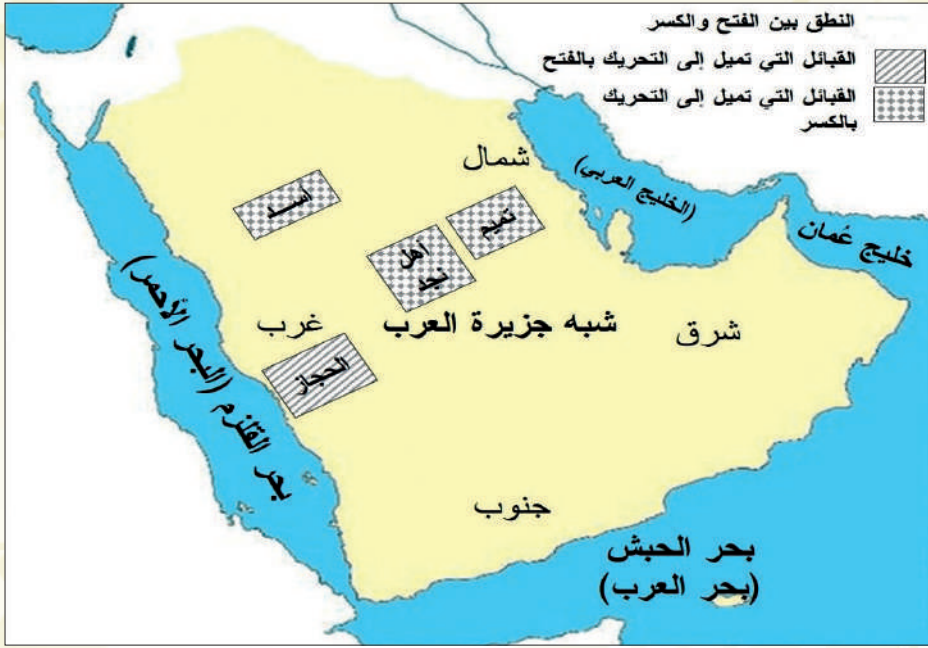 النطق بين الفتح والكسر
القبائل التي تميل إلى التحريك بالفتح
القبائل التي تميل إلى التحريك
بالكسر
شمال
(الخليج العربي)
خليج عُمان
أســـد
تميم
أهل
نجد
شبه جزيرة العرب
غرب
شرق
الحجاز
بحر القلزم (البحر الأحمر)
جنوب
بحر الحبش
(بحر العرب)